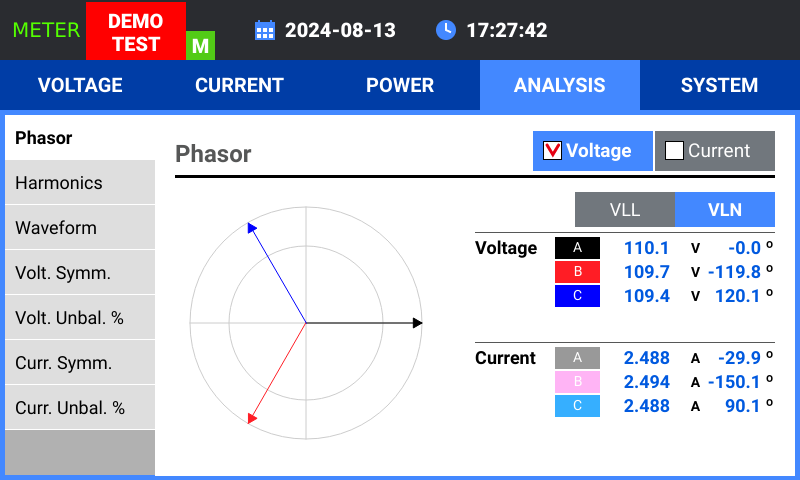 METER DEMO TEST M 2024-08-13 17:27:42
VOLTAGE CURRENT POWER ANALYSIS SYSTEM
Phasor
Harmonics
Waveform
Volt. Symm.
Volt. Unbal. %
Curr. Symm.
Curr. Unbal. %
Phasor Voltage Current
VLL VLN
Voltage A 110.1 V -0.0 º
B 109.7 V -119.8 º
C 109.4 V 120.1 º
Current A 2.488 A -29.9 º
B 2.494 A -150.1 º
C 2.488 A 90.1 º